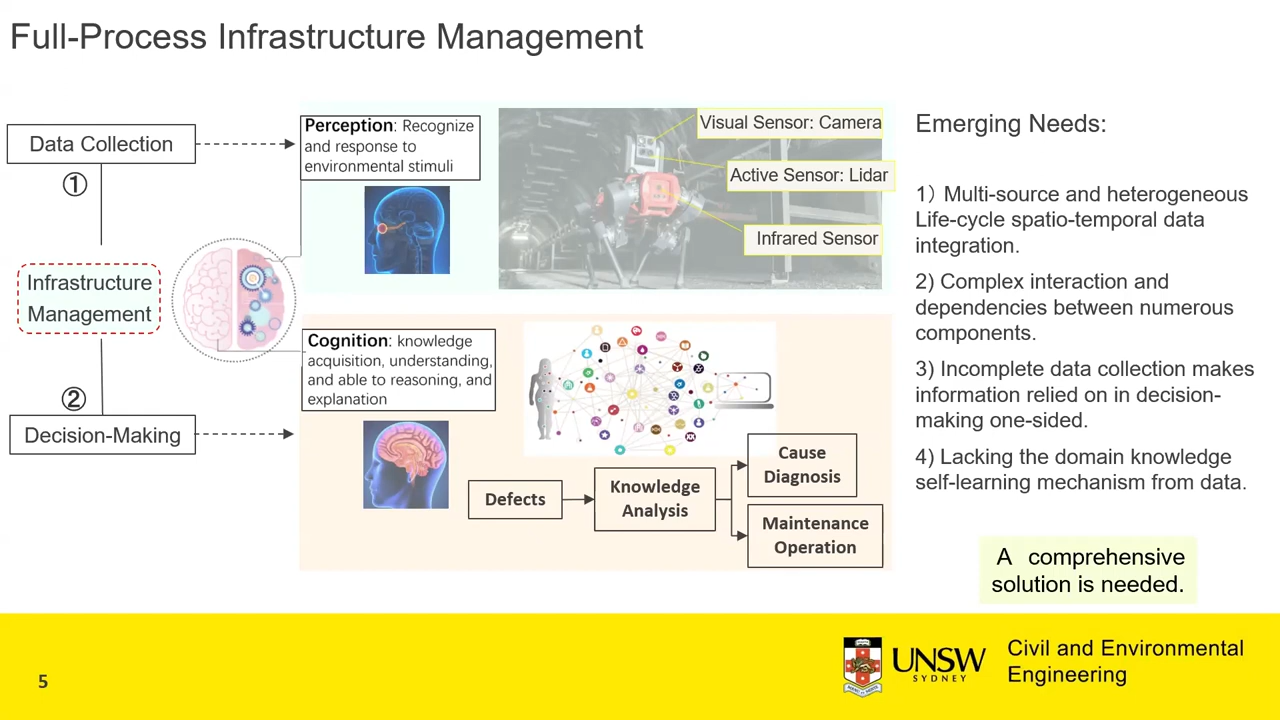 Full-Process Infrastructure Management
Data Collection
①
Infrastructure
Management
②
Decision-Making
Perception: Recognize
and response to
environmental stimuli
Visual Sensor: Camera
Active Sensor: Lidar
Infrared Sensor
Cognition: knowledge
acquisition, understanding,
and able to reasoning, and
explanation
Defects
Knowledge
Analysis
Cause
Diagnosis
Maintenance
Operation
Emerging Needs:
1）Multi-source and heterogeneous
Life-cycle spatio-temporal data
integration.
2) Complex interaction and
dependencies between numerous
components.
3) Incomplete data collection makes
information relied on in decision-
making one-sided.
4) Lacking the domain knowledge
self-learning mechanism from data.
A comprehensive
solution is needed.
5
UNSW
SYDNEY
Civil and Environmental
Engineering